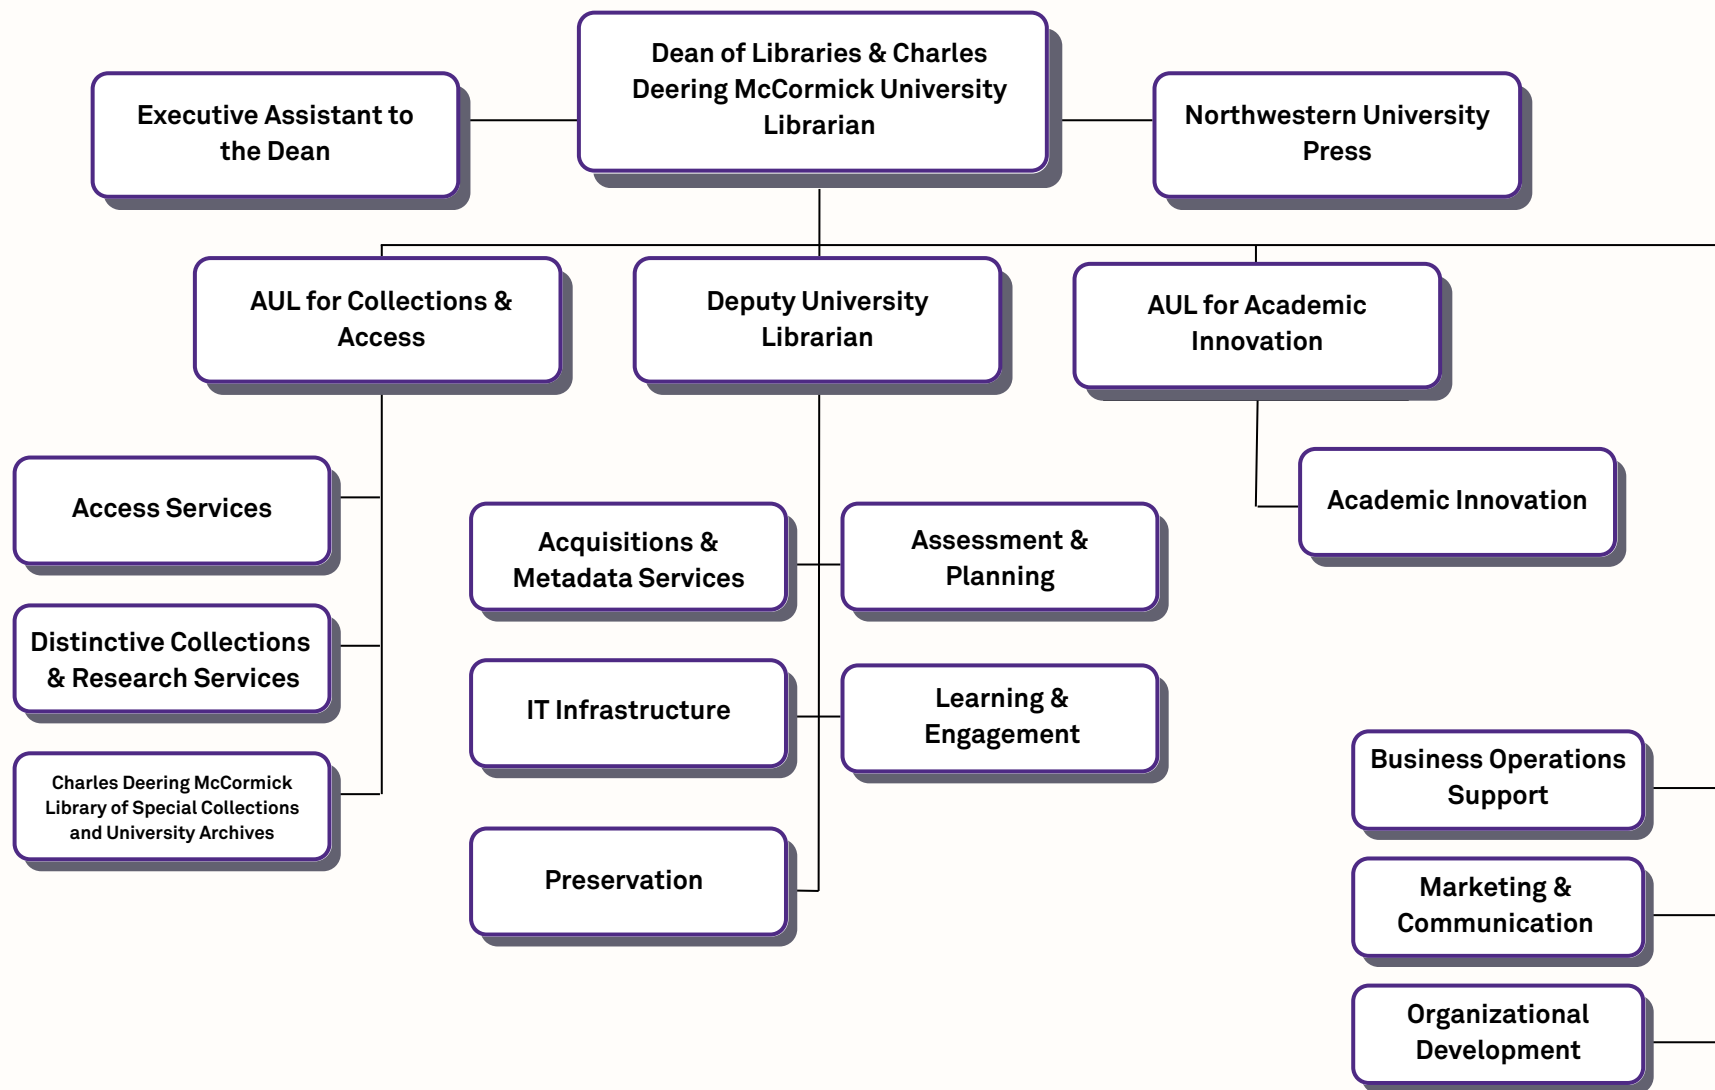 Dean of Libraries & Charles
Deering McCormick University
Librarian
Executive Assistant to
the Dean
Northwestern University
Press
AUL for Collections &
Access
Deputy University
Librarian
AUL for Academic
Innovation
Access Services
Distinctive Collections
& Research Services
Charles Deering McCormick
Library of Special Collections
and University Archives
Acquisitions &
Metadata Services
Assessment &
Planning
IT Infrastructure
Learning &
Engagement
Preservation
Academic Innovation
Business Operations
Support
Marketing &
Communication
Organizational
Development